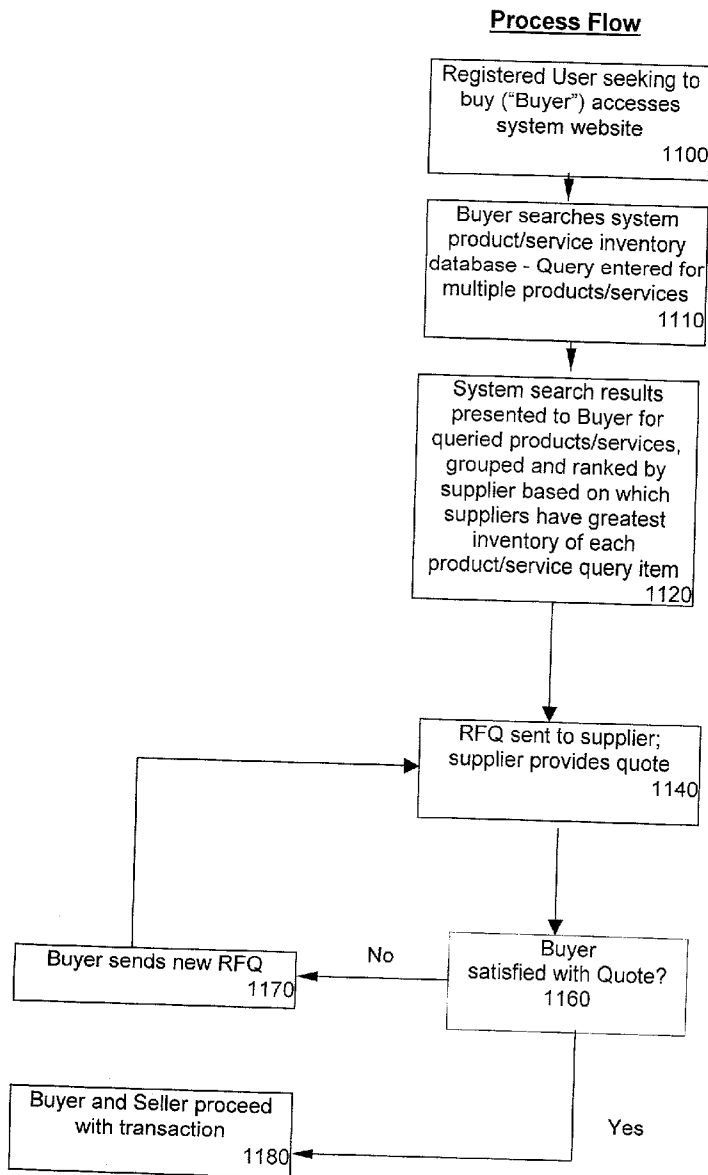 Process Flow
Registered User seeking to
buy ("Buyer") accesses
system website
1100
Buyer searches system
product/service inventory
database - Query entered for
multiple products/services
1110
System search results
presented to Buyer for
queried products/services,
grouped and ranked by
supplier based on which
suppliers have greatest
inventory of each
product/service query item
1120
RFQ sent to supplier;
supplier provides quote
1140
Buyer
satisfied with Quote?
1160
No
Buyer sends new RFQ
1170
Yes
Buyer and Seller proceed
with transaction
1180